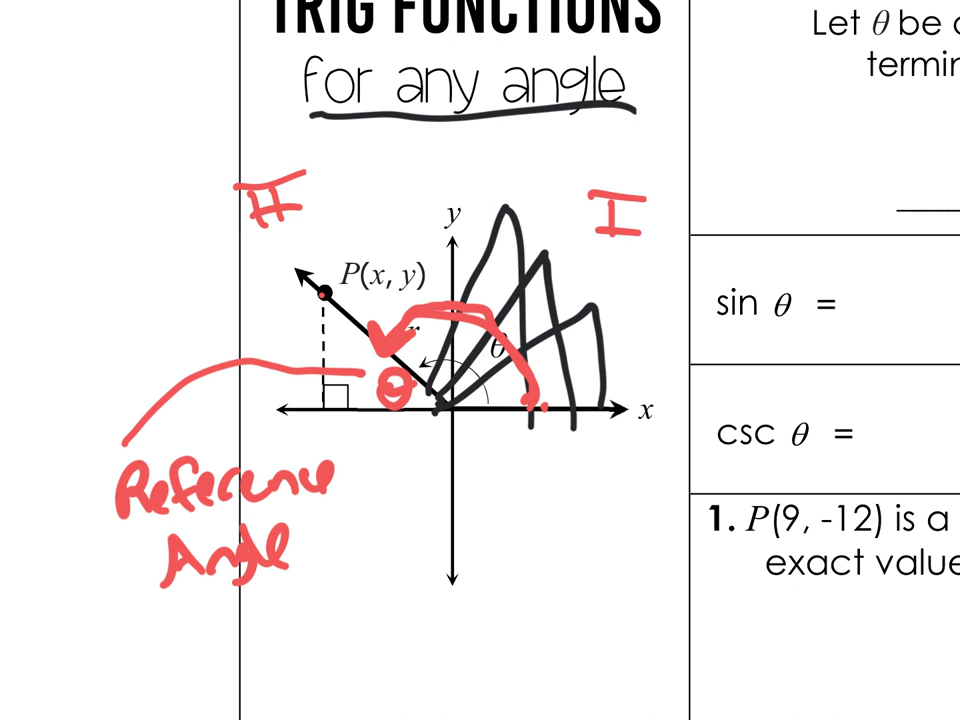 TRIG FUNCTIONS
for any angle
Let θ be
termin
II
I
y
P(x, y)
r
θ
θ
x
sin θ =
Reference
Angle
csc θ =
1. P(9, -12) is a
exact value